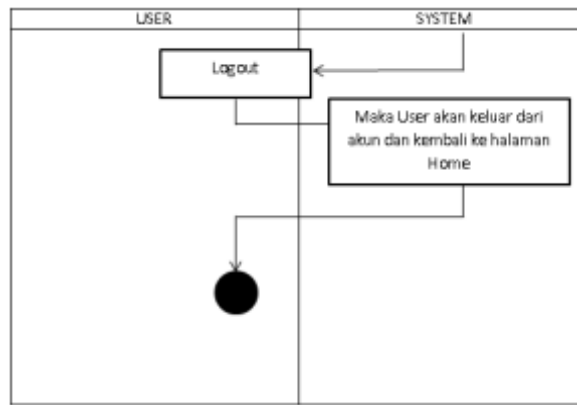 USER
SYSTEM
Logout
Maka User akan keluar dari
akun dan kembali ke halaman
Home